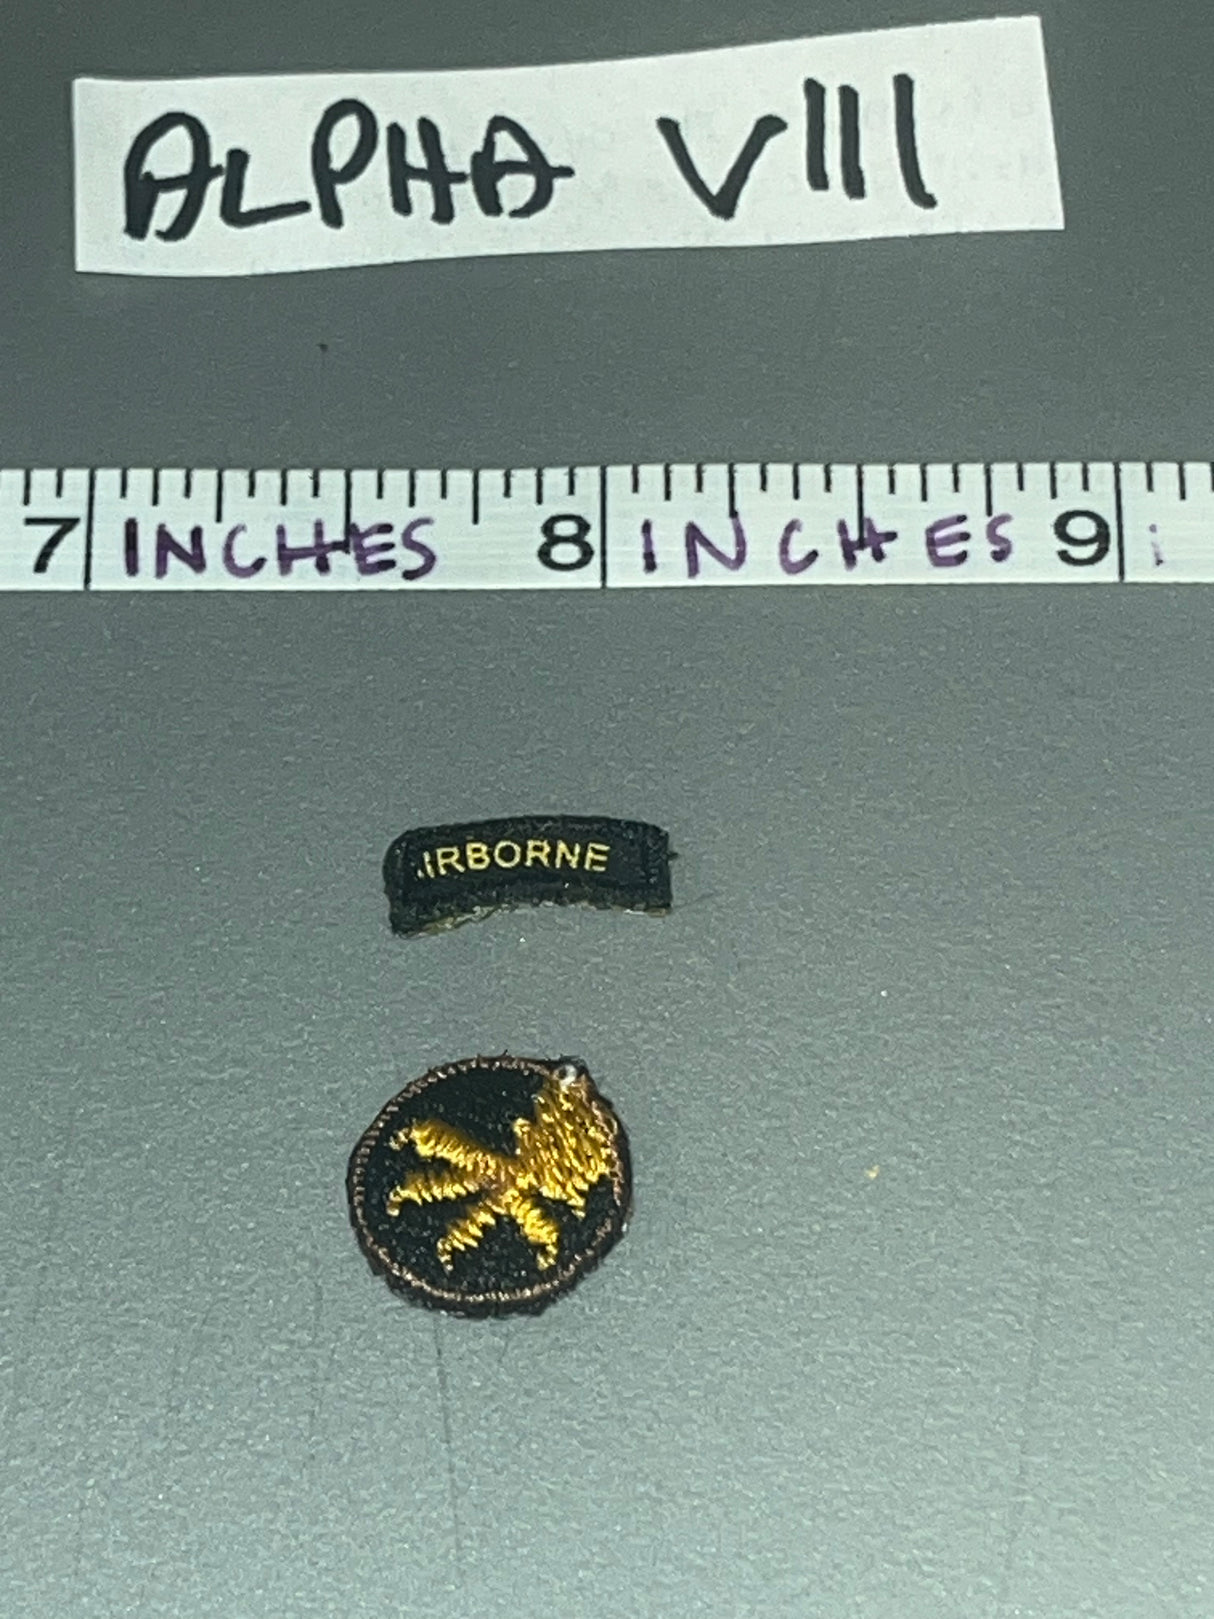 ALPHA VIII
7 INCHES 8 INCHES 9
IRBORNE